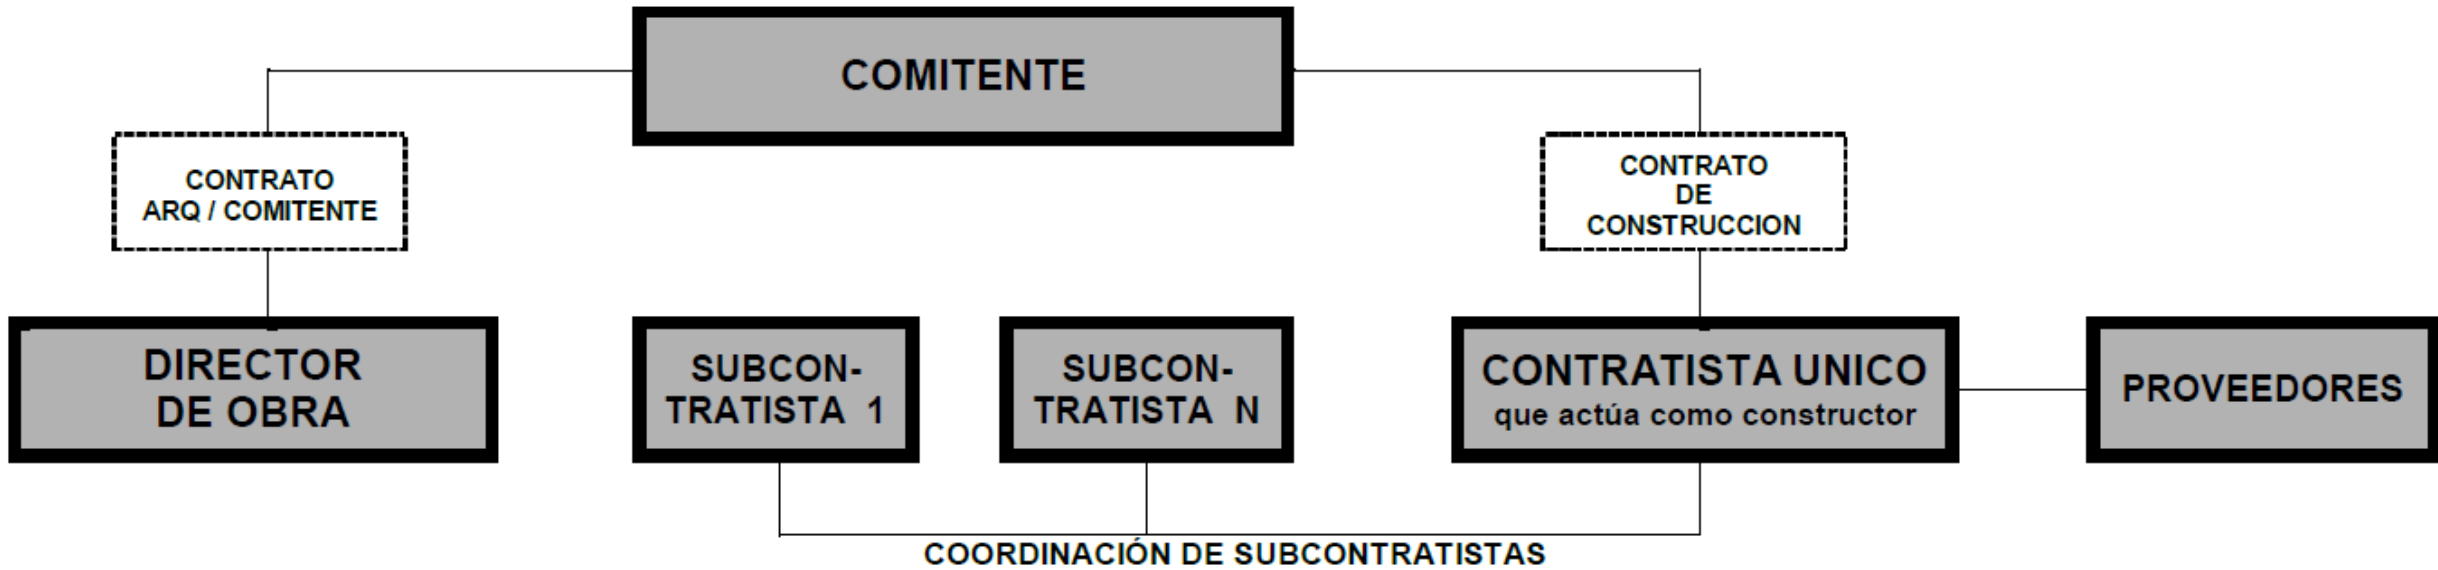 COMITENTE
CONTRATO
ARQ / COMITENTE
CONTRATO
DE
CONSTRUCCION
DIRECTOR
DE OBRA
SUBCON-
TRATISTA 1
SUBCON-
TRATISTA N
CONTRATISTA UNICO
que actúa como constructor
PROVEEDORES
COORDINACIÓN DE SUBCONTRATISTAS